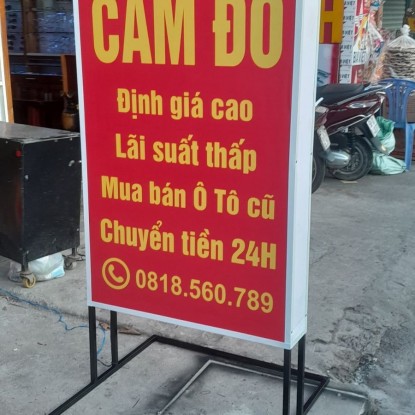 CẦM ĐỒ
Định giá cao
Lãi suất thấp
Mua bán Ô Tô cũ
Chuyển tiền 24H
0818.560.789